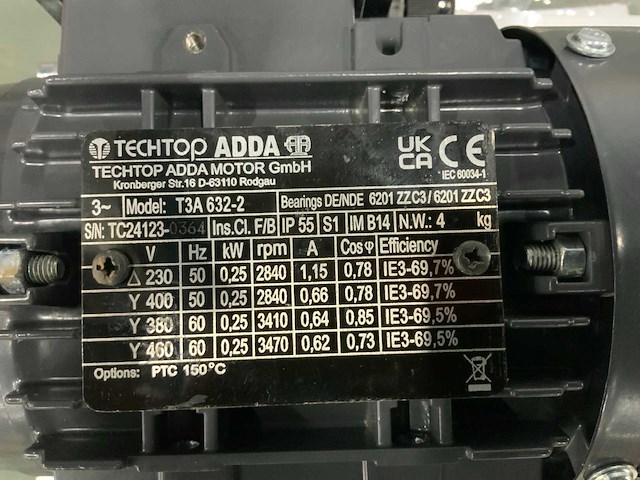 TECHTOP ADDA UK CA CE
TECHTOP ADDA MOTOR GmbH IEC 60034-1
Kronberger Str.16 D-63110 Rodgau
3~ Model: T3A 632-2 Bearings DE/NDE 6201 ZZ C3 / 6201 ZZ C3
S/N: TC24123-0364 Ins.Cl. F/B IP 55 S1 IM B14 N.W.: 4 kg
V Hz kW rpm A Cosφ Efficiency
Δ 230 50 0,25 2840 1,15 0,78 IE3-69,7%
Y 400 50 0,25 2840 0,66 0,78 IE3-69,7%
Y 380 60 0,25 3410 0,64 0,85 IE3-69,5%
Y 460 60 0,25 3470 0,62 0,73 IE3-69,5%
Options: PTC 150°C